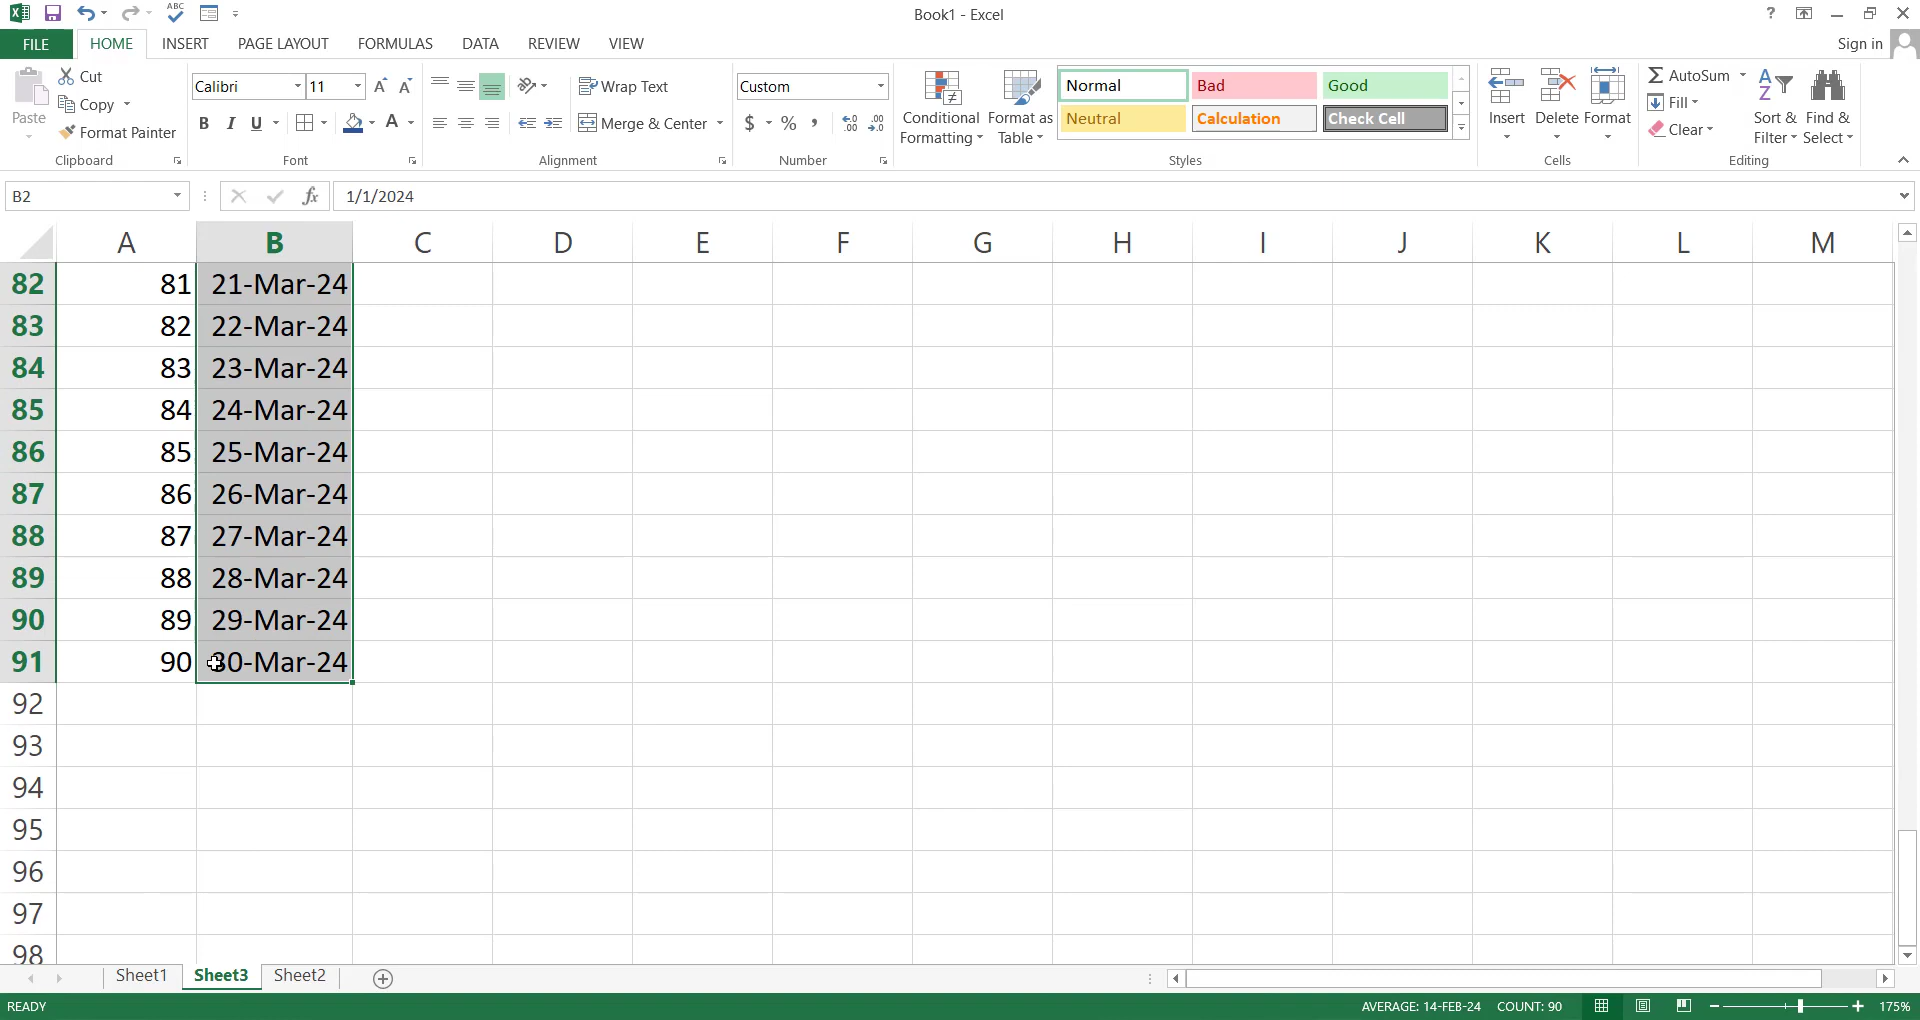 Book1 - Excel
FILE HOME INSERT PAGE LAYOUT FORMULAS DATA REVIEW VIEW Sign in
Paste
Cut
Copy
Format Painter
Clipboard
Calibri 11
B I U A
Font
Wrap Text
Merge & Center
Alignment
Custom
$ % ,
Number
Conditional Formatting
Format as Table
Normal Bad Good
Neutral Calculation Check Cell
Styles
Insert Delete Format
Cells
AutoSum
Fill
Clear
Sort & Filter
Find & Select
Editing
B2 fx 1/1/2024
A B C D E F G H I J K L M
82 81 21-Mar-24
83 82 22-Mar-24
84 83 23-Mar-24
85 84 24-Mar-24
86 85 25-Mar-24
87 86 26-Mar-24
88 87 27-Mar-24
89 88 28-Mar-24
90 89 29-Mar-24
91 90 30-Mar-24
92
93
94
95
96
97
98
Sheet1 Sheet3 Sheet2
READY AVERAGE: 14-FEB-24 COUNT: 90 175%